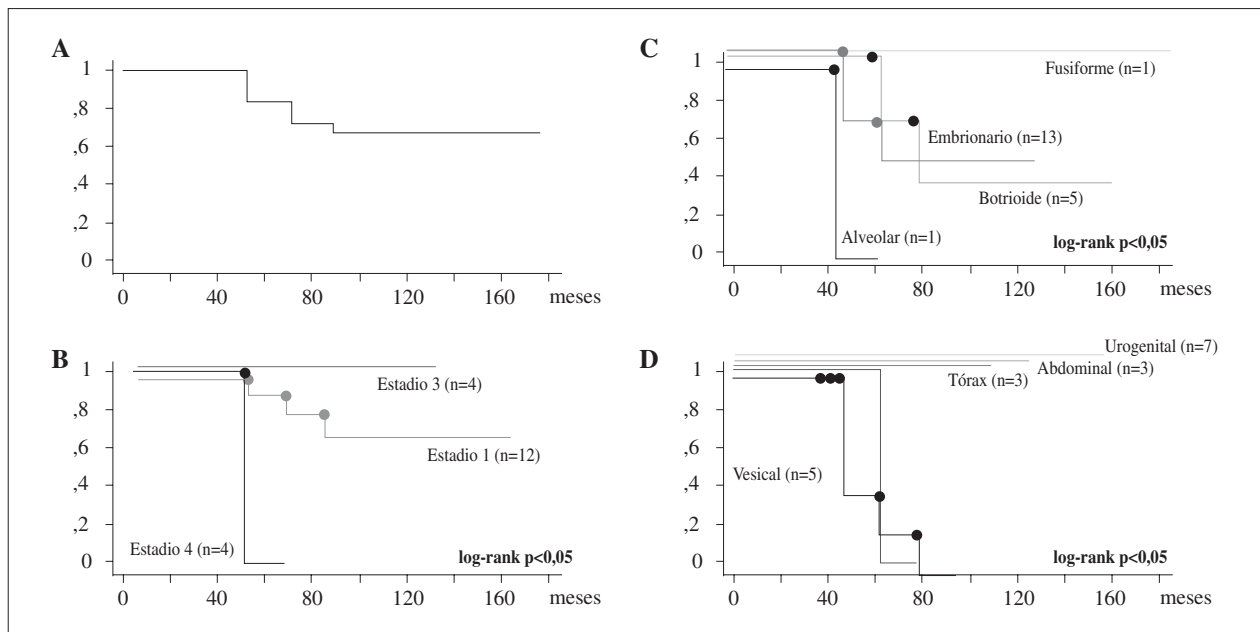 A
1
,8
,6
,4
,2
0
0 40 80 120 160 meses
B
1
,8
,6
,4
,2
0
Estadio 3 (n=4)
Estadio 1 (n=12)
Estadio 4 (n=4)
log-rank p<0,05
0 40 80 120 160 meses
C
1
,8
,6
,4
,2
0
Fusiforme (n=1)
Embrionario (n=13)
Botrioide (n=5)
Alveolar (n=1)
log-rank p<0,05
0 40 80 120 160 meses
D
1
,8
,6
,4
,2
0
Urogenital (n=7)
Abdominal (n=3)
Tórax (n=3)
Vesical (n=5)
log-rank p<0,05
0 40 80 120 160 meses